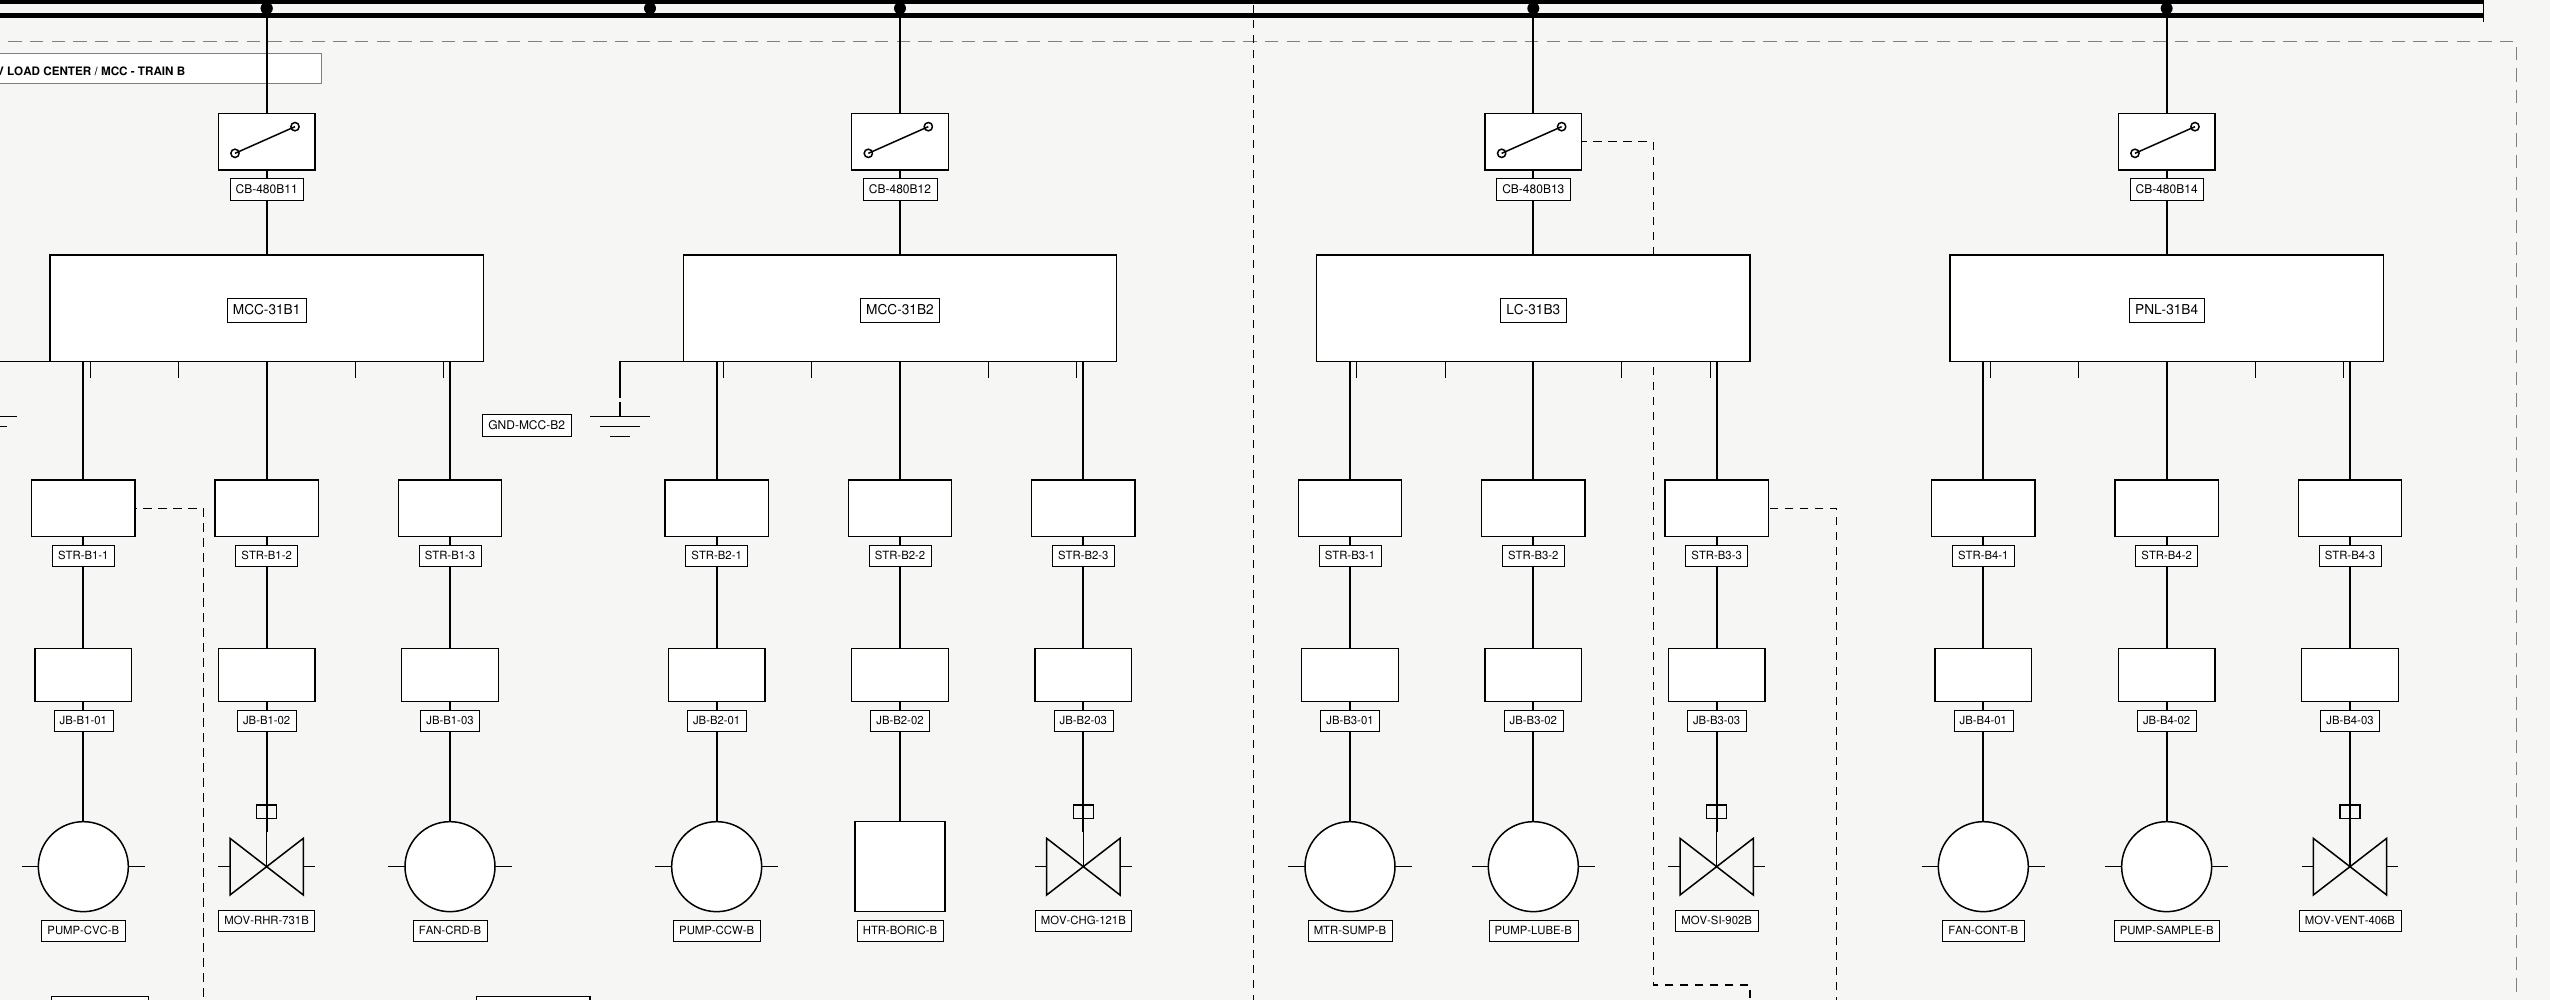 V LOAD CENTER / MCC - TRAIN B
CB-480B11
CB-480B12
CB-480B13
CB-480B14
MCC-31B1
MCC-31B2
LC-31B3
PNL-31B4
GND-MCC-B2
STR-B1-1
STR-B1-2
STR-B1-3
STR-B2-1
STR-B2-2
STR-B2-3
STR-B3-1
STR-B3-2
STR-B3-3
STR-B4-1
STR-B4-2
STR-B4-3
JB-B1-01
JB-B1-02
JB-B1-03
JB-B2-01
JB-B2-02
JB-B2-03
JB-B3-01
JB-B3-02
JB-B3-03
JB-B4-01
JB-B4-02
JB-B4-03
PUMP-CVC-B
MOV-RHR-731B
FAN-CRD-B
PUMP-CCW-B
HTR-BORIC-B
MOV-CHG-121B
MTR-SUMP-B
PUMP-LUBE-B
MOV-SI-902B
FAN-CONT-B
PUMP-SAMPLE-B
MOV-VENT-406B